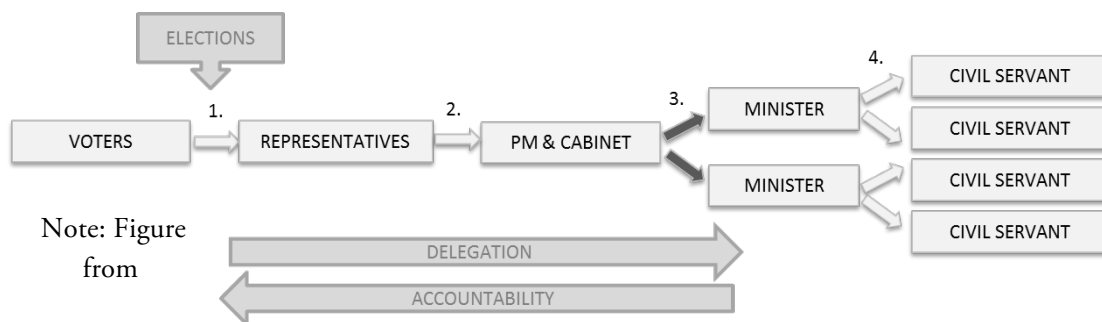 ELECTIONS
4.
CIVIL SERVANT
1.
2.
3.
MINISTER
VOTERS
REPRESENTATIVES
PM & CABINET
CIVIL SERVANT
MINISTER
CIVIL SERVANT
CIVIL SERVANT
Note: Figure
from
DELEGATION
ACCOUNTABILITY